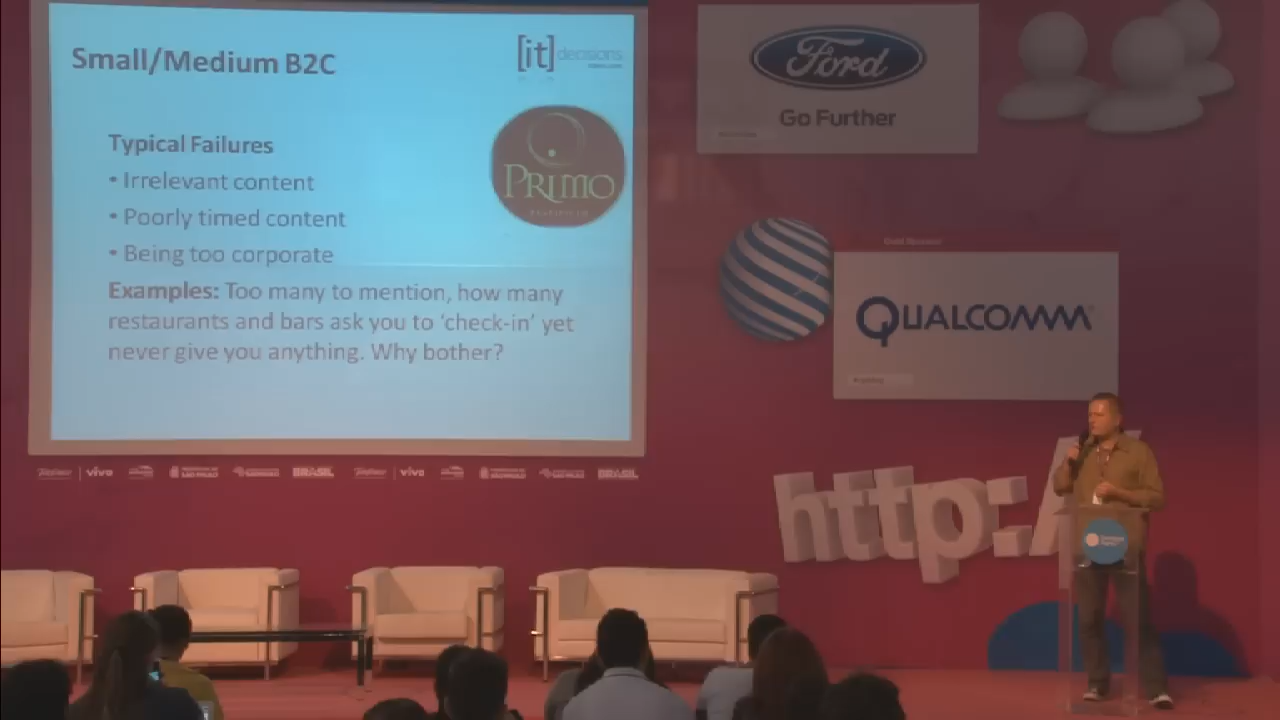 Small/Medium B2C
[it] decisions
Typical Failures
• Irrelevant content
• Poorly timed content
• Being too corporate
Examples: Too many to mention, how many
restaurants and bars ask you to ‘check-in’ yet
never give you anything. Why bother?
PRIMO
Ford
Go Further
QUALCOMM
vivo
BRASIL
vivo
BRASIL
http:/